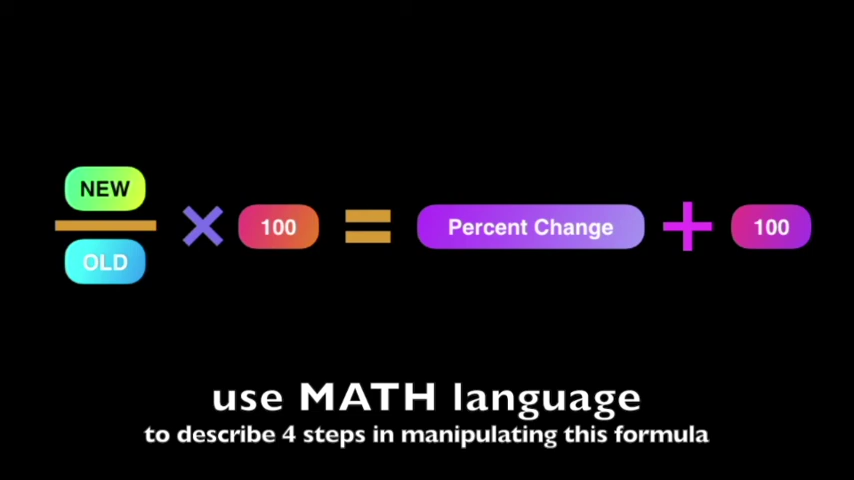 NEW
OLD
× 100 = Percent Change + 100
use MATH language
to describe 4 steps in manipulating this formula